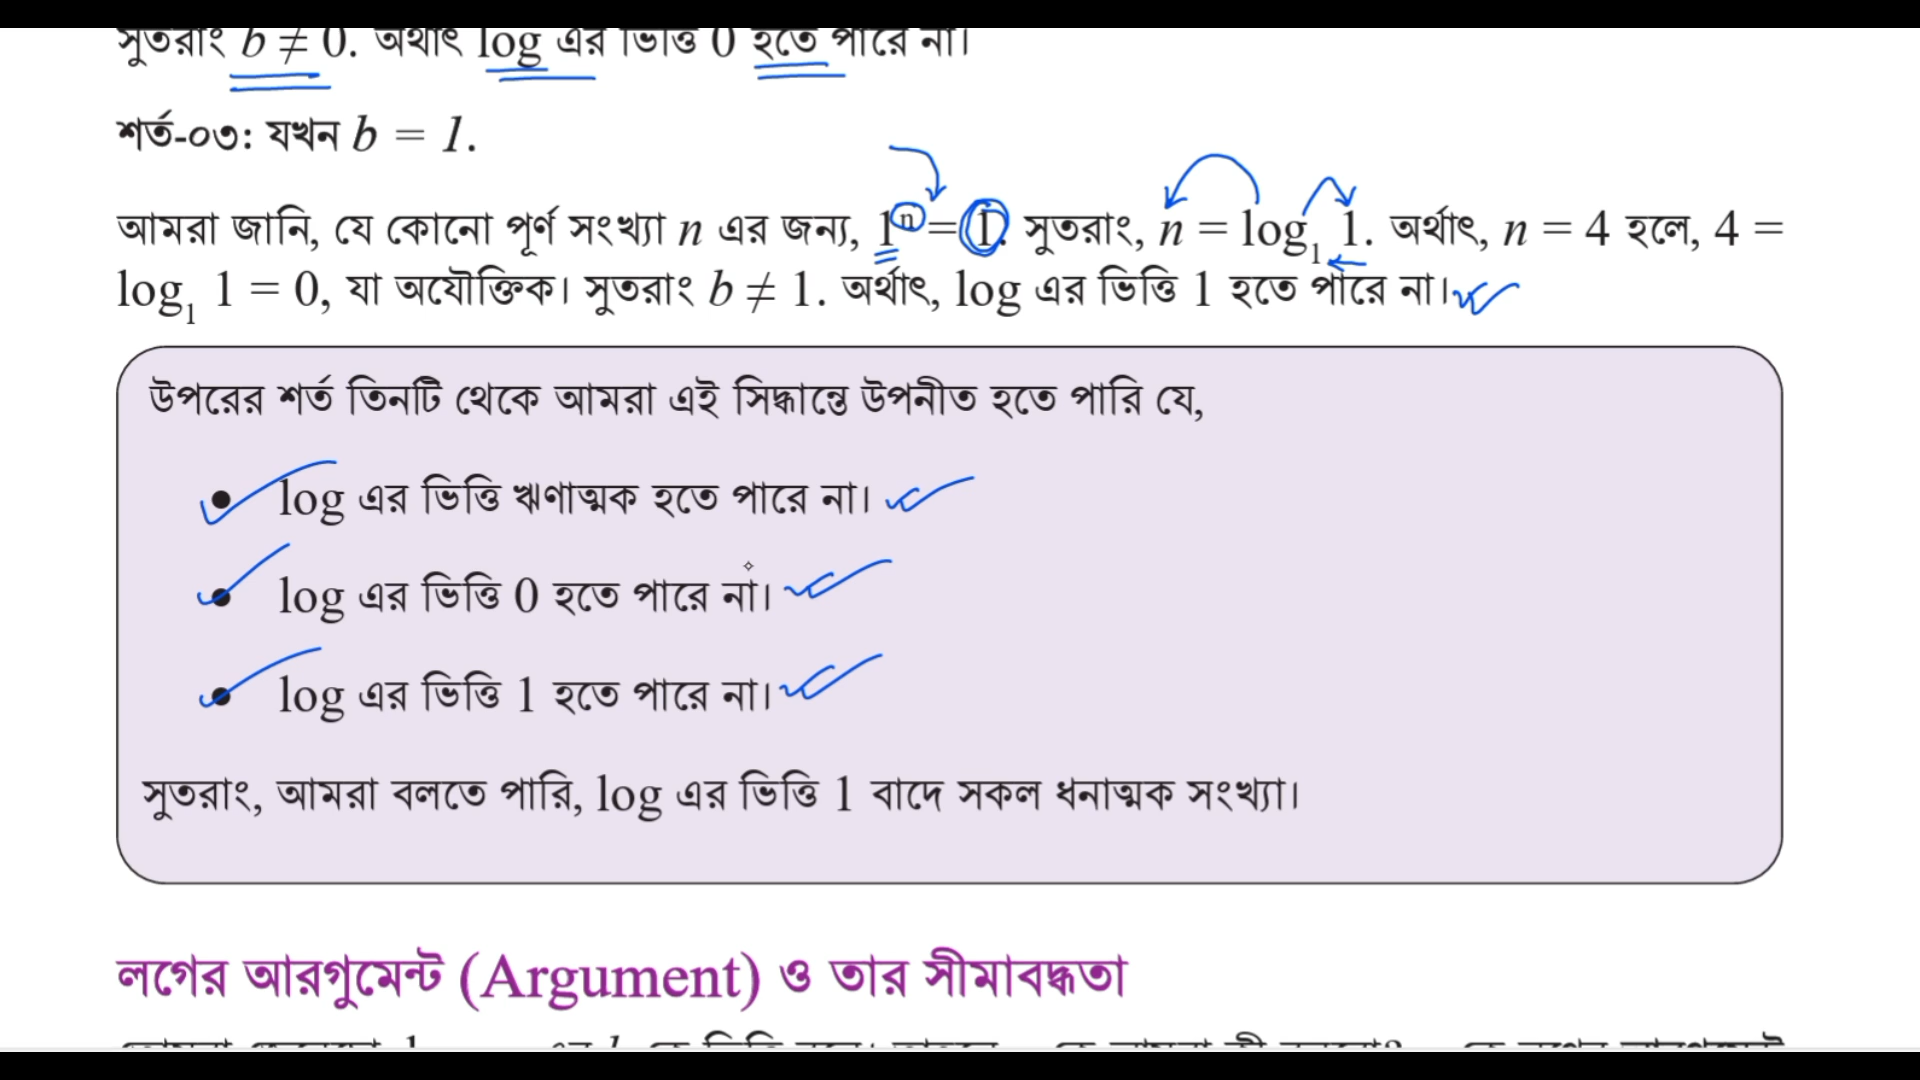 সুতরাং b ≠ 0. অর্থাৎ log এর ভিত্তি 0 হতে পারে না।
শর্ত-০৩: যখন b = 1.
আমরা জানি, যে কোনো পূর্ণ সংখ্যা n এর জন্য, 1ⁿ = 1. সুতরাং, n = log₁ 1. অর্থাৎ, n = 4 হলে, 4 =
log₁ 1 = 0, যা অযৌক্তিক। সুতরাং b ≠ 1. অর্থাৎ, log এর ভিত্তি 1 হতে পারে না।
উপরের শর্ত তিনটি থেকে আমরা এই সিদ্ধান্তে উপনীত হতে পারি যে,
● log এর ভিত্তি ঋণাত্মক হতে পারে না।
● log এর ভিত্তি 0 হতে পারে না।
● log এর ভিত্তি 1 হতে পারে না।
সুতরাং, আমরা বলতে পারি, log এর ভিত্তি 1 বাদে সকল ধনাত্মক সংখ্যা।
লগের আরগুমেন্ট (Argument) ও তার সীমাবদ্ধতা